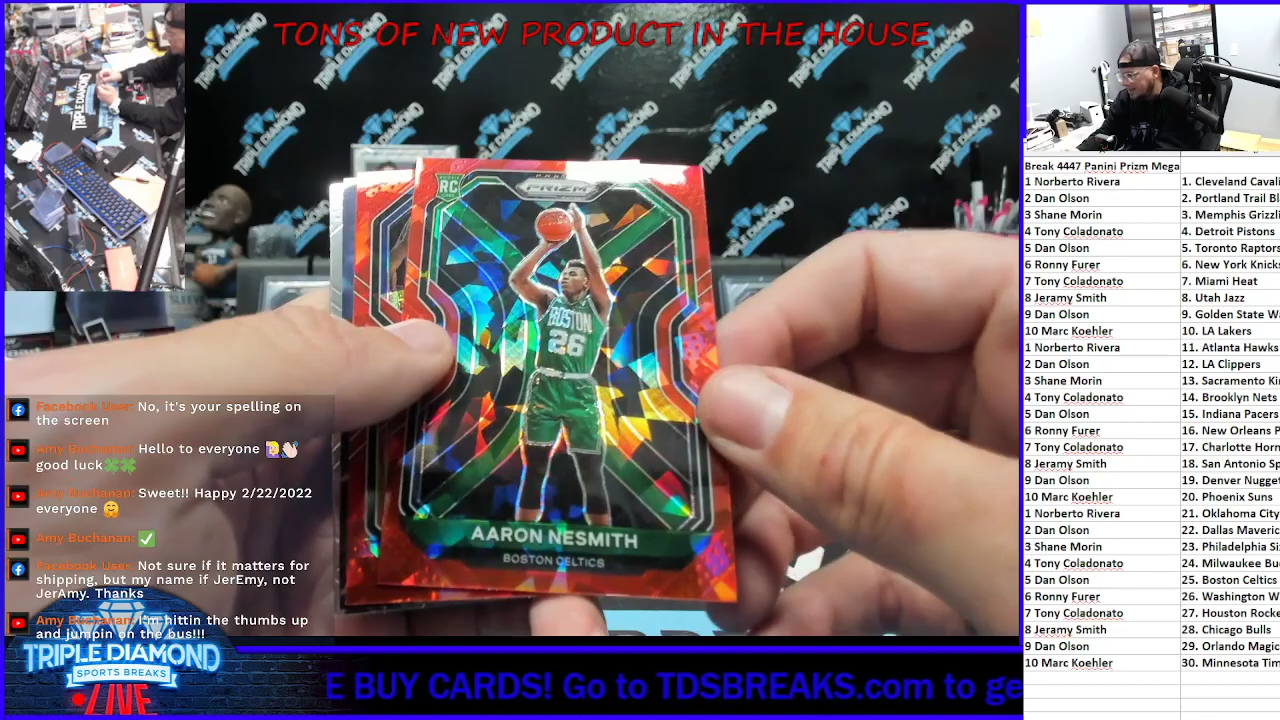 TONS OF NEW PRODUCT IN THE HOUSE
TRIPLE DIAMOND
RC
PRIZM
BOSTON
26
AARON NESMITH
BOSTON CELTICS
Facebook User: No, it's your spelling on
the screen
Amy Buchanan: Hello to everyone 🙋‍♀️👏🏻
good luck🍀🍀
Amy Buchanan: Sweet!! Happy 2/22/2022
everyone 🤗
Amy Buchanan: ✅
Facebook User: Not sure if it matters for
shipping, but my name if JerEmy, not
JerAmy. Thanks
Amy Buchanan: I'm hittin the thumbs up
and jumpin on the bus!!!
TRIPLE DIAMOND
SPORTS BREAKS
LIVE
E BUY CARDS! Go to TDSBREAKS.com to ge
Break 4447 Panini Prizm Mega
1 Norberto Rivera 1. Cleveland Cavali
2 Dan Olson 2. Portland Trail Bl
3 Shane Morin 3. Memphis Grizzli
4 Tony Coladonato 4. Detroit Pistons
5 Dan Olson 5. Toronto Raptors
6 Ronny Furer 6. New York Knick
7 Tony Coladonato 7. Miami Heat
8 Jeramy Smith 8. Utah Jazz
9 Dan Olson 9. Golden State Wa
10 Marc Koehler 10. LA Lakers
1 Norberto Rivera 11. Atlanta Hawks
2 Dan Olson 12. LA Clippers
3 Shane Morin 13. Sacramento Ki
4 Tony Coladonato 14. Brooklyn Nets
5 Dan Olson 15. Indiana Pacers
6 Ronny Furer 16. New Orleans P
7 Tony Coladonato 17. Charlotte Horn
8 Jeramy Smith 18. San Antonio Sp
9 Dan Olson 19. Denver Nugget
10 Marc Koehler 20. Phoenix Suns
1 Norberto Rivera 21. Oklahoma City
2 Dan Olson 22. Dallas Maveric
3 Shane Morin 23. Philadelphia Si
4 Tony Coladonato 24. Milwaukee Bu
5 Dan Olson 25. Boston Celtics
6 Ronny Furer 26. Washington W
7 Tony Coladonato 27. Houston Rocke
8 Jeramy Smith 28. Chicago Bulls
9 Dan Olson 29. Orlando Magic
10 Marc Koehler 30. Minnesota Tim